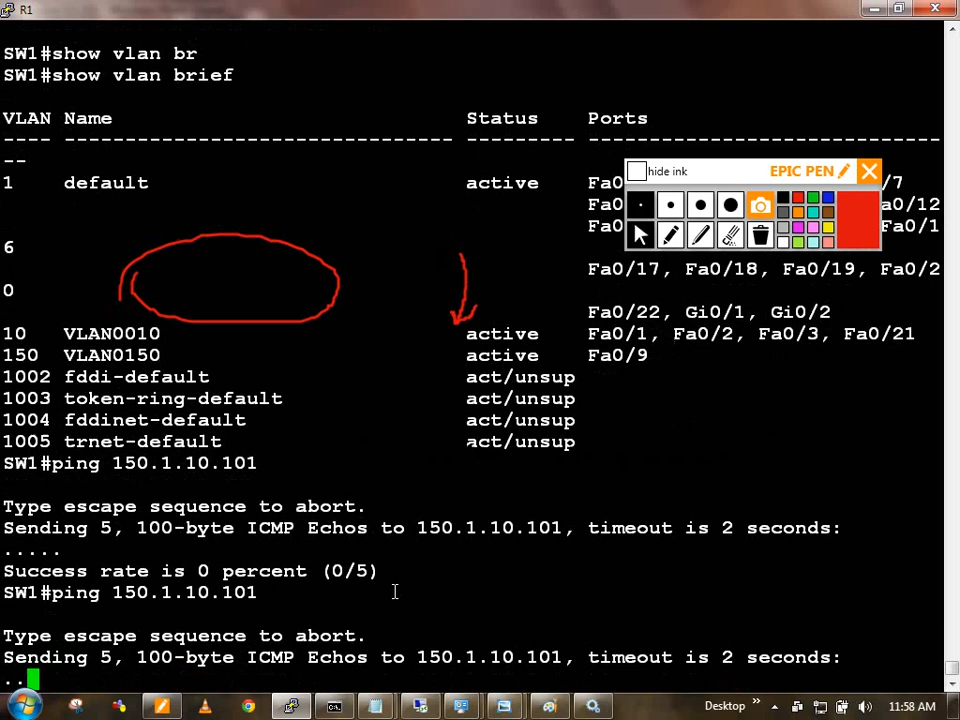 R1
SW1#show vlan br
SW1#show vlan brief
VLAN Name Status Ports
---- -------------------------------- --------- -----------------------------
--
1 default active Fa0 /7
Fa0 a0/12
Fa0 Fa0/1
6
Fa0/17, Fa0/18, Fa0/19, Fa0/2
0
Fa0/22, Gi0/1, Gi0/2
10 VLAN0010 active Fa0/1, Fa0/2, Fa0/3, Fa0/21
150 VLAN0150 active Fa0/9
1002 fddi-default act/unsup
1003 token-ring-default act/unsup
1004 fddinet-default act/unsup
1005 trnet-default act/unsup
SW1#ping 150.1.10.101
Type escape sequence to abort.
Sending 5, 100-byte ICMP Echos to 150.1.10.101, timeout is 2 seconds:
.....
Success rate is 0 percent (0/5)
SW1#ping 150.1.10.101
Type escape sequence to abort.
Sending 5, 100-byte ICMP Echos to 150.1.10.101, timeout is 2 seconds:
..
hide ink EPIC PEN
Desktop » 11:58 AM